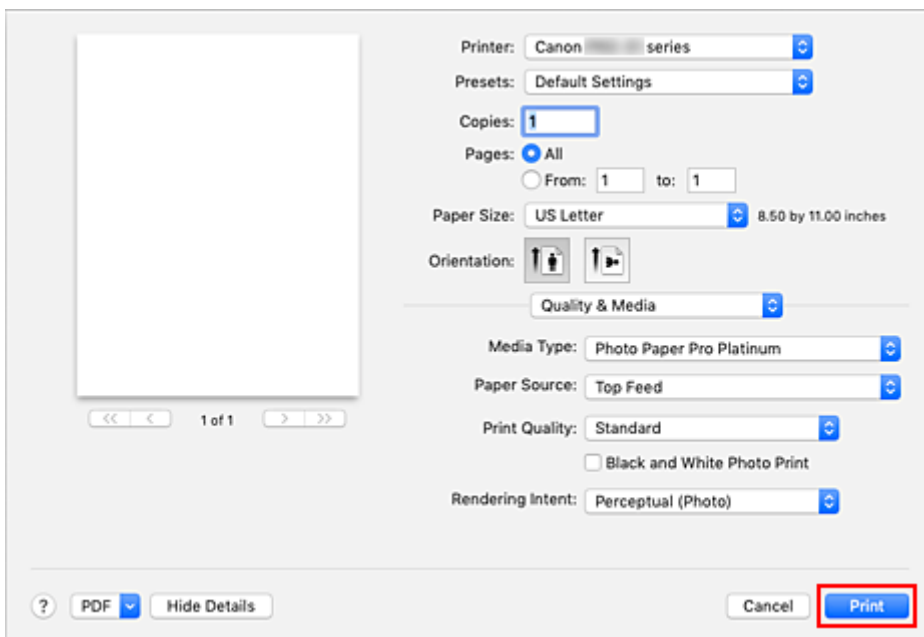 Printer: Canon series
Presets: Default Settings
Copies: 1
Pages: All
From: 1 to: 1
Paper Size: US Letter 8.50 by 11.00 inches
Orientation:
Quality & Media
Media Type: Photo Paper Pro Platinum
Paper Source: Top Feed
<< < 1 of 1 > >>
Print Quality: Standard
Black and White Photo Print
Rendering Intent: Perceptual (Photo)
? PDF Hide Details Cancel Print